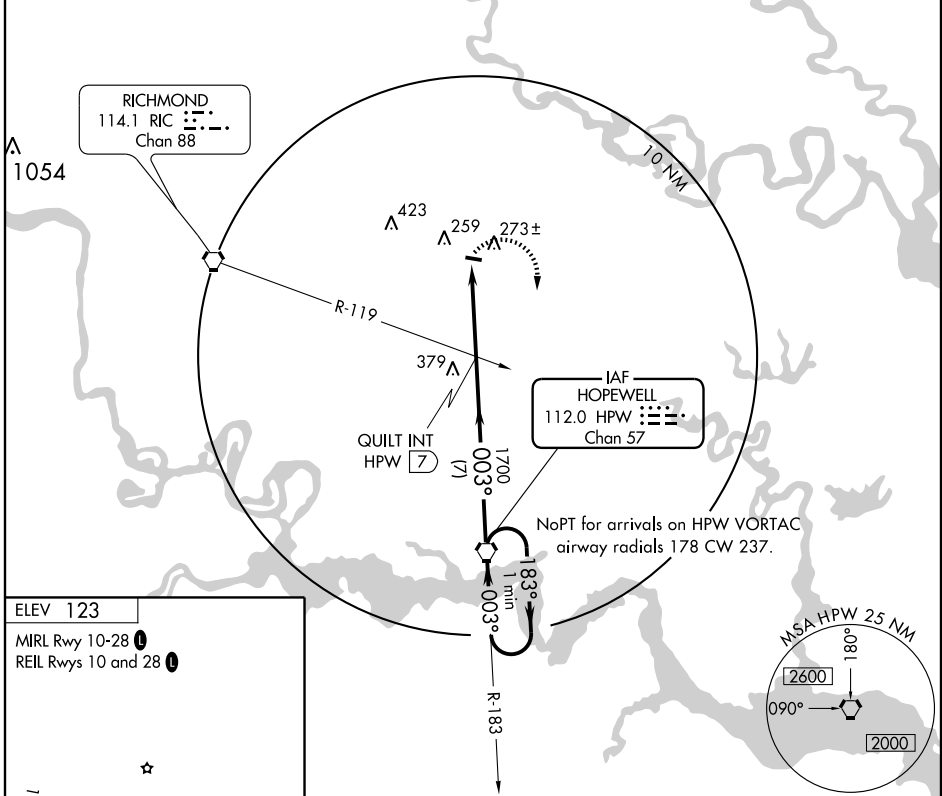 RICHMOND
114.1 RIC
Chan 88
1054
10 NM
423
259
273±
R-119
379
IAF
HOPEWELL
112.0 HPW
Chan 57
QUILT INT
HPW 7
1700
(7)
003°
NoPT for arrivals on HPW VORTAC
airway radials 178 CW 237.
183°
1 min
003°
R-183
ELEV 123
MIRL Rwy 10-28 L
REIL Rwys 10 and 28 L
MSA HPW 25 NM
180°
2600
090°
2000